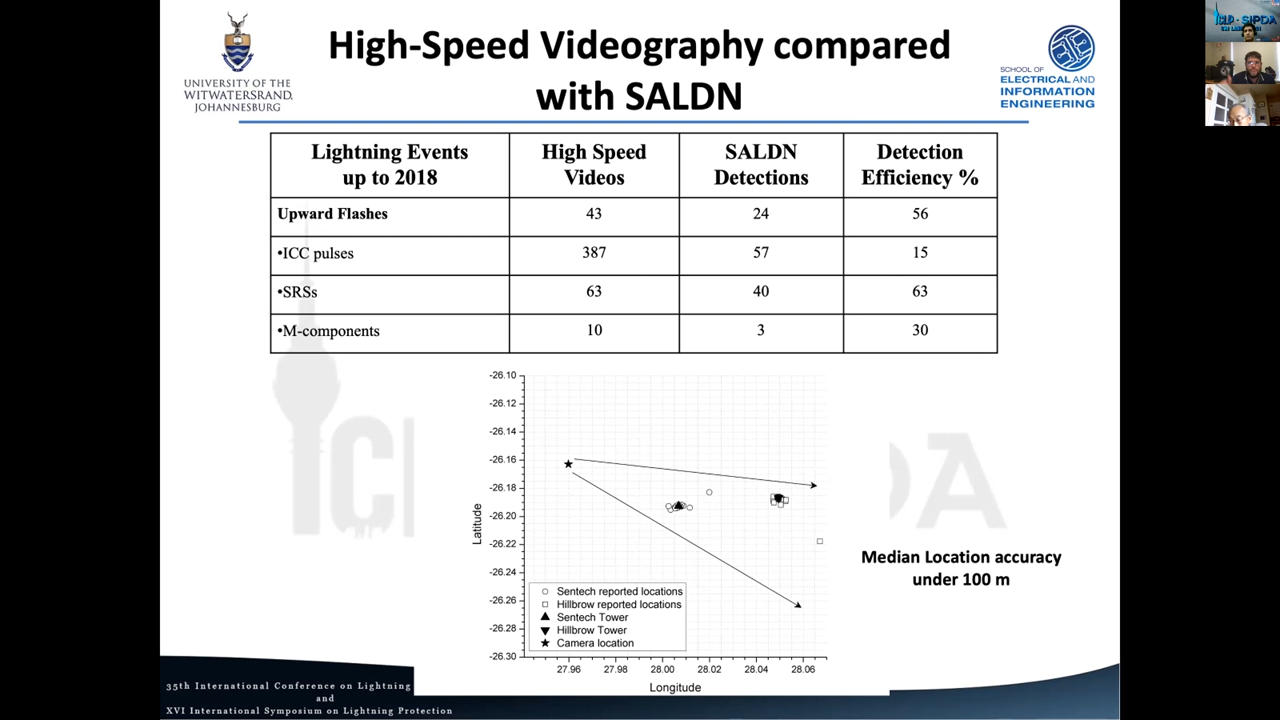 UNIVERSITY OF THE
WITWATERSRAND,
JOHANNESBURG
High-Speed Videography compared
with SALDN
SCHOOL OF
ELECTRICAL AND
INFORMATION
ENGINEERING
Lightning Events
up to 2018
High Speed
Videos
SALDN
Detections
Detection
Efficiency %
Upward Flashes 43 24 56
•ICC pulses 387 57 15
•SRSs 63 40 63
•M-components 10 3 30
-26.10
-26.12
-26.14
-26.16
-26.18
-26.20
-26.22
-26.24
-26.26
-26.28
-26.30
Latitude
Sentech reported locations
Hillbrow reported locations
Sentech Tower
Hillbrow Tower
Camera location
27.96 27.98 28.00 28.02 28.04 28.06
Longitude
Median Location accuracy
under 100 m
35th International Conference on Lightning
and
XVI International Symposium on Lightning Protection